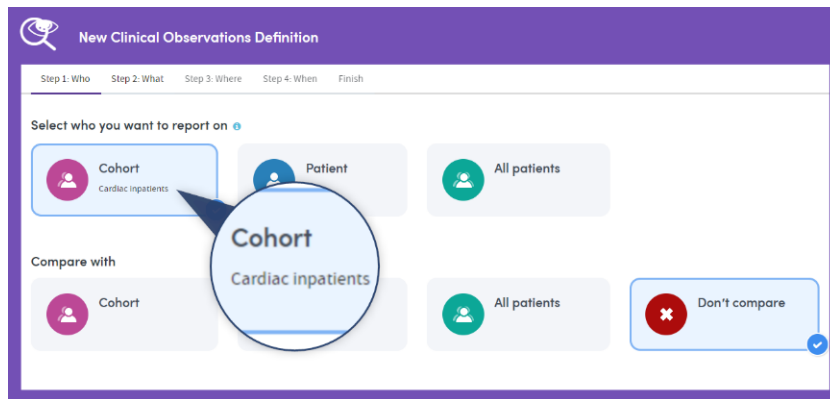 New Clinical Observations Definition
Step 1: Who Step 2: What Step 3: Where Step 4: When Finish
Select who you want to report on
Cohort
Cardiac inpatients
Patient
All patients
Cohort
Cardiac inpatients
Compare with
Cohort
All patients
Don't compare